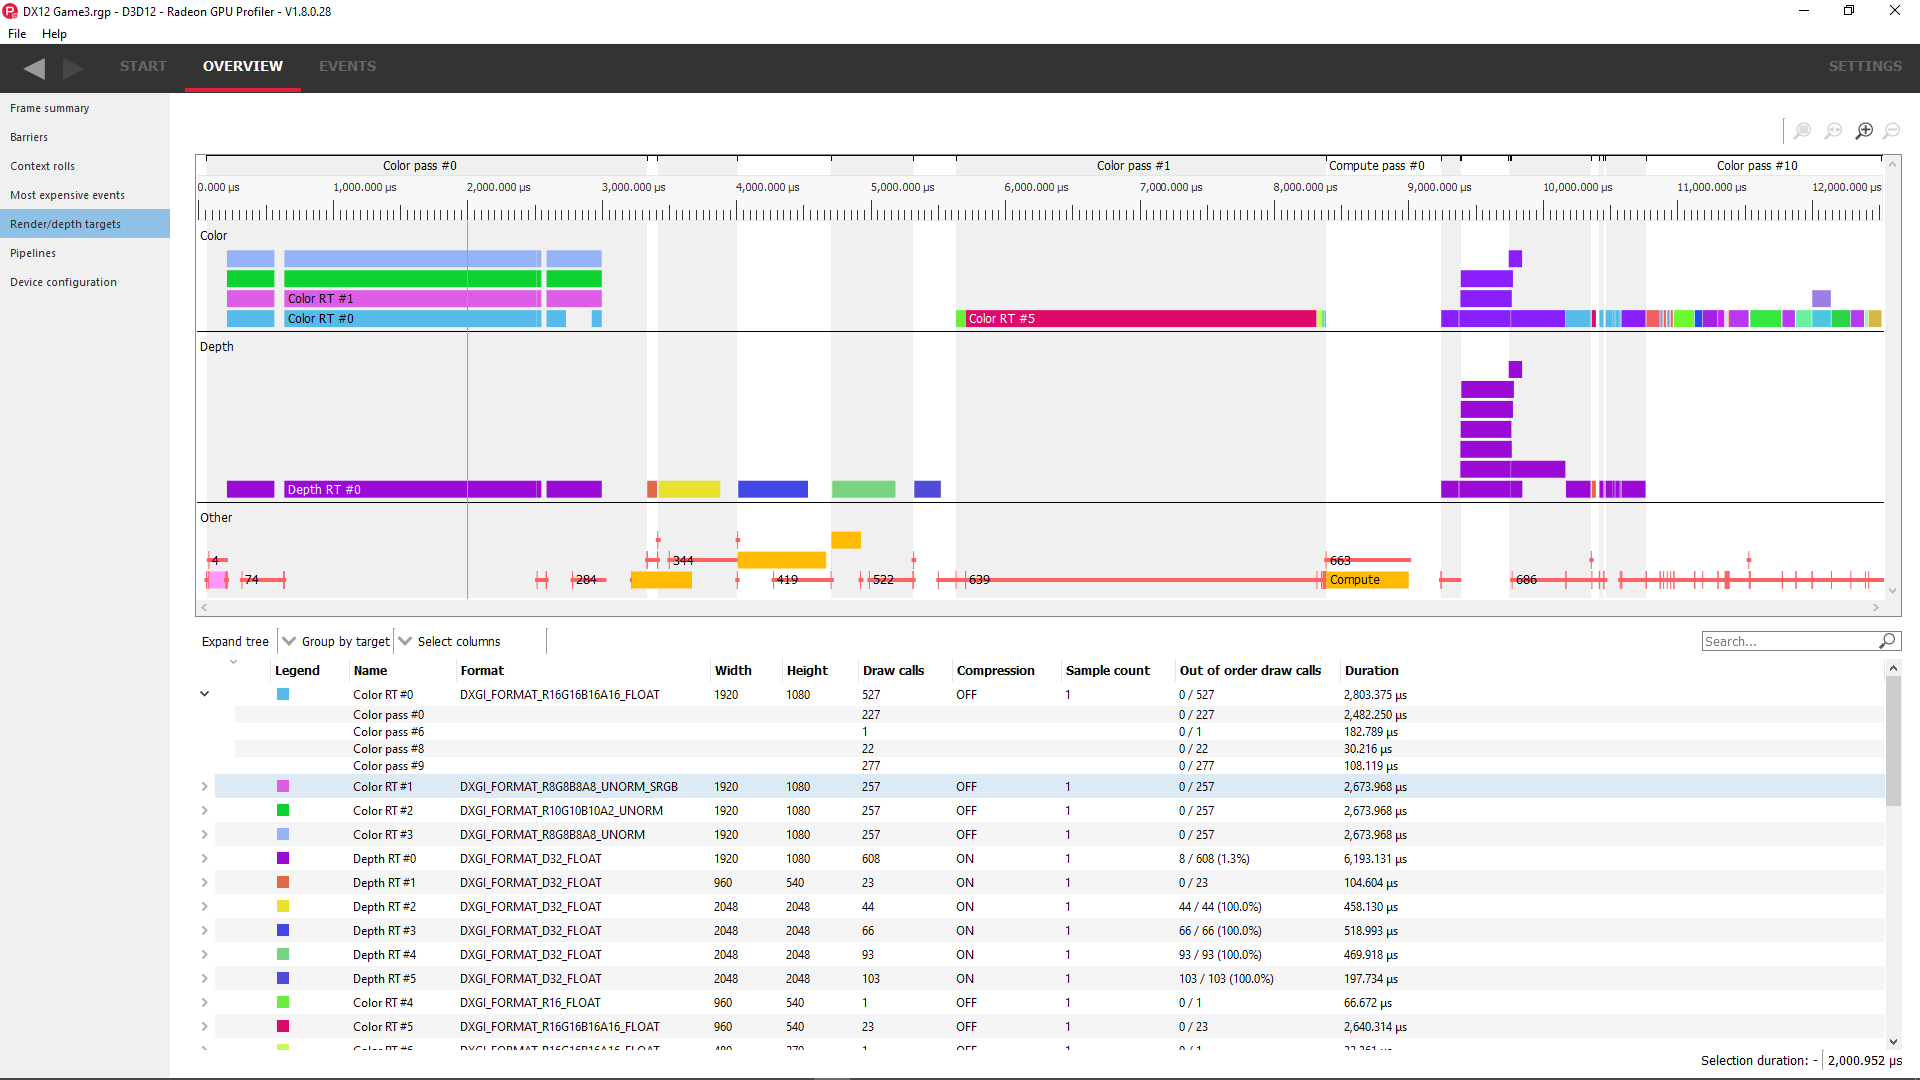 DX12 Game3.rgp - D3D12 - Radeon GPU Profiler - V1.8.0.28
File Help
START OVERVIEW EVENTS SETTINGS
Frame summary
Barriers
Context rolls
Most expensive events
Render/depth targets
Pipelines
Device configuration
Color pass #0 Color pass #1 Compute pass #0 Color pass #10
0.000 µs 1,000.000 µs 2,000.000 µs 3,000.000 µs 4,000.000 µs 5,000.000 µs 6,000.000 µs 7,000.000 µs 8,000.000 µs 9,000.000 µs 10,000.000 µs 11,000.000 µs 12,000.000 µs
Color
Color RT #1
Color RT #0 Color RT #5
Depth
Depth RT #0
Other
4 344 663
74 284 419 522 639 Compute 686
Expand tree Group by target Select columns Search...
Legend Name Format Width Height Draw calls Compression Sample count Out of order draw calls Duration
Color RT #0 DXGI_FORMAT_R16G16B16A16_FLOAT 1920 1080 527 OFF 1 0 / 527 2,803.375 µs
Color pass #0 227 0 / 227 2,482.250 µs
Color pass #6 1 0 / 1 182.789 µs
Color pass #8 22 0 / 22 30.216 µs
Color pass #9 277 0 / 277 108.119 µs
Color RT #1 DXGI_FORMAT_R8G8B8A8_UNORM_SRGB 1920 1080 257 OFF 1 0 / 257 2,673.968 µs
Color RT #2 DXGI_FORMAT_R10G10B10A2_UNORM 1920 1080 257 OFF 1 0 / 257 2,673.968 µs
Color RT #3 DXGI_FORMAT_R8G8B8A8_UNORM 1920 1080 257 OFF 1 0 / 257 2,673.968 µs
Depth RT #0 DXGI_FORMAT_D32_FLOAT 1920 1080 608 ON 1 8 / 608 (1.3%) 6,193.131 µs
Depth RT #1 DXGI_FORMAT_D32_FLOAT 960 540 23 ON 1 0 / 23 104.604 µs
Depth RT #2 DXGI_FORMAT_D32_FLOAT 2048 2048 44 ON 1 44 / 44 (100.0%) 458.130 µs
Depth RT #3 DXGI_FORMAT_D32_FLOAT 2048 2048 66 ON 1 66 / 66 (100.0%) 518.993 µs
Depth RT #4 DXGI_FORMAT_D32_FLOAT 2048 2048 93 ON 1 93 / 93 (100.0%) 469.918 µs
Depth RT #5 DXGI_FORMAT_D32_FLOAT 2048 2048 103 ON 1 103 / 103 (100.0%) 197.734 µs
Color RT #4 DXGI_FORMAT_R16_FLOAT 960 540 1 OFF 1 0 / 1 66.672 µs
Color RT #5 DXGI_FORMAT_R16G16B16A16_FLOAT 960 540 23 OFF 1 0 / 23 2,640.314 µs
Color RT #6 DXGI_FORMAT_R16G16B16A16_FLOAT 480 270 1 OFF 1 0 / 1
Selection duration: - 2,000.952 µs